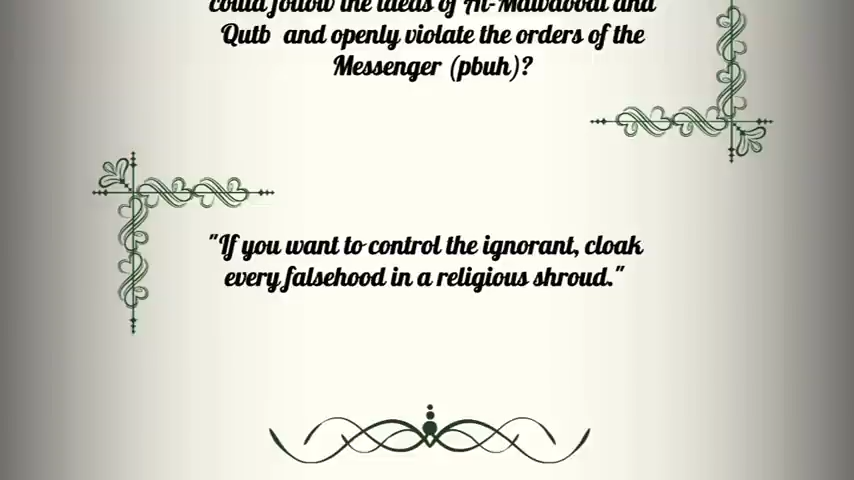 could follow the ideas of Al-Mawdoodi and
Qutb and openly violate the orders of the
Messenger (pbuh)?
"If you want to control the ignorant, cloak
every falsehood in a religious shroud."